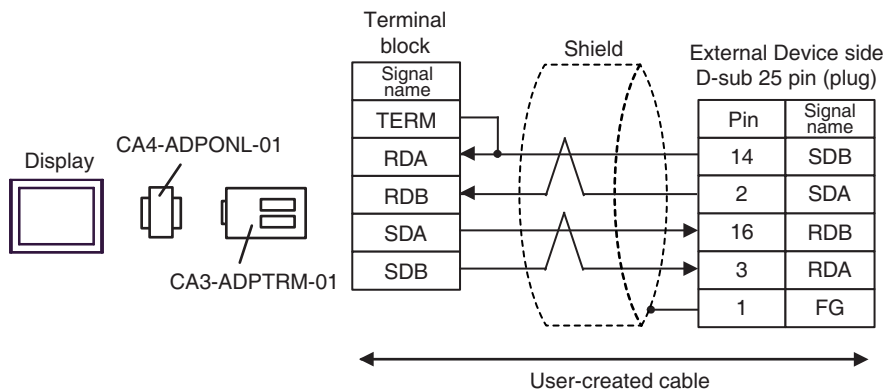 Display
CA4-ADPONL-01
CA3-ADPTRM-01
Terminal
block
Signal
name
TERM
RDA
RDB
SDA
SDB
Shield
External Device side
D-sub 25 pin (plug)
Pin Signal
name
14 SDB
2 SDA
16 RDB
3 RDA
1 FG
User-created cable